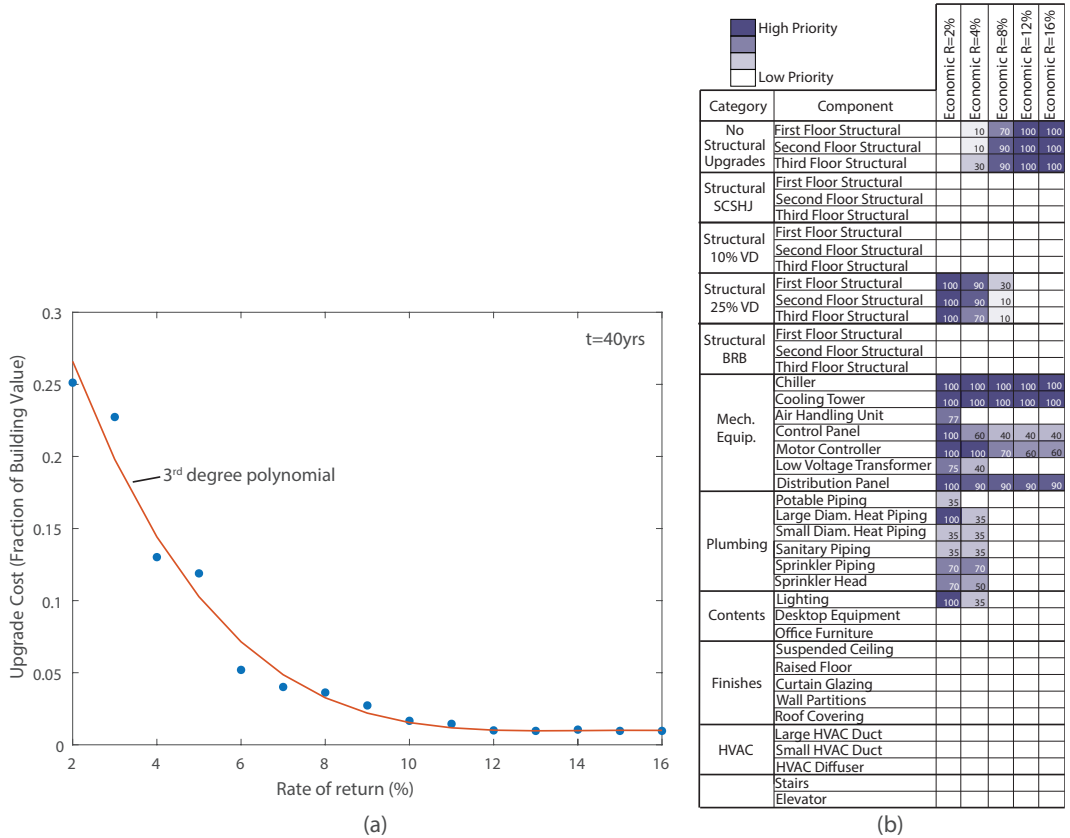 0.3
0.25
0.2
0.15
0.1
0.05
0
2
4
6
8
10
12
14
16
Upgrade Cost (Fraction of Building Value)
Rate of return (%)
t=40yrs
3rd degree polynomial
(a)
High Priority
Low Priority
Economic R=2%
Economic R=4%
Economic R=8%
Economic R=12%
Economic R=16%
Category Component
No Structural Upgrades
First Floor Structural 10 70 100 100
Second Floor Structural 10 90 100 100
Third Floor Structural 30 90 100 100
Structural SCSHJ
First Floor Structural
Second Floor Structural
Third Floor Structural
Structural 10% VD
First Floor Structural
Second Floor Structural
Third Floor Structural
Structural 25% VD
First Floor Structural 100 90 30
Second Floor Structural 100 90 10
Third Floor Structural 100 70 10
Structural BRB
First Floor Structural
Second Floor Structural
Third Floor Structural
Mech. Equip.
Chiller 100 100 100 100 100
Cooling Tower 100 100 100 100 100
Air Handling Unit 77
Control Panel 100 60 40 40 40
Motor Controller 100 100 70 60 60
Low Voltage Transformer 75 40
Distribution Panel 100 90 90 90 90
Plumbing
Potable Piping 35
Large Diam. Heat Piping 100 35
Small Diam. Heat Piping 35 35
Sanitary Piping 35 35
Sprinkler Piping 70 70
Sprinkler Head 70 50
Contents
Lighting 100 35
Desktop Equipment
Office Furniture
Finishes
Suspended Ceiling
Raised Floor
Curtain Glazing
Wall Partitions
Roof Covering
HVAC
Large HVAC Duct
Small HVAC Duct
HVAC Diffuser
Stairs
Elevator
(b)